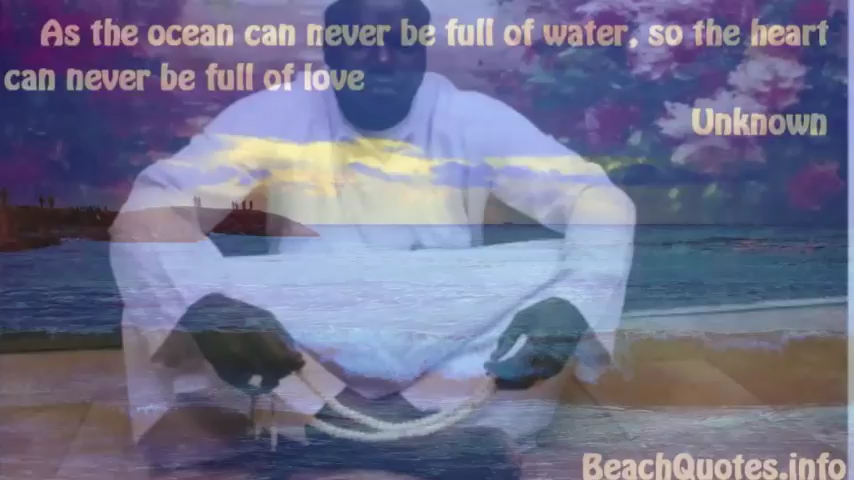 As the ocean can never be full of water, so the heart
can never be full of love
Unknown
BeachQuotes.info